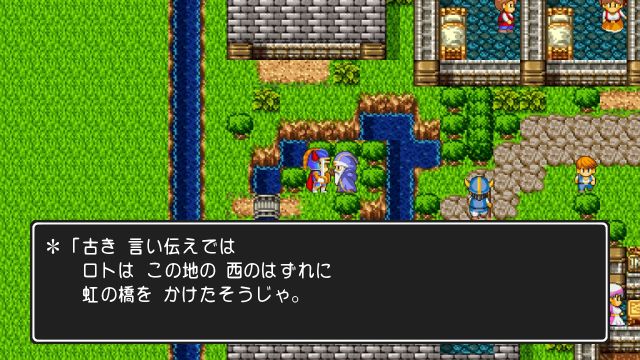 ＊「古き 言い伝えでは
ロトは この地の 西のはずれに
虹の橋を かけたそうじゃ。